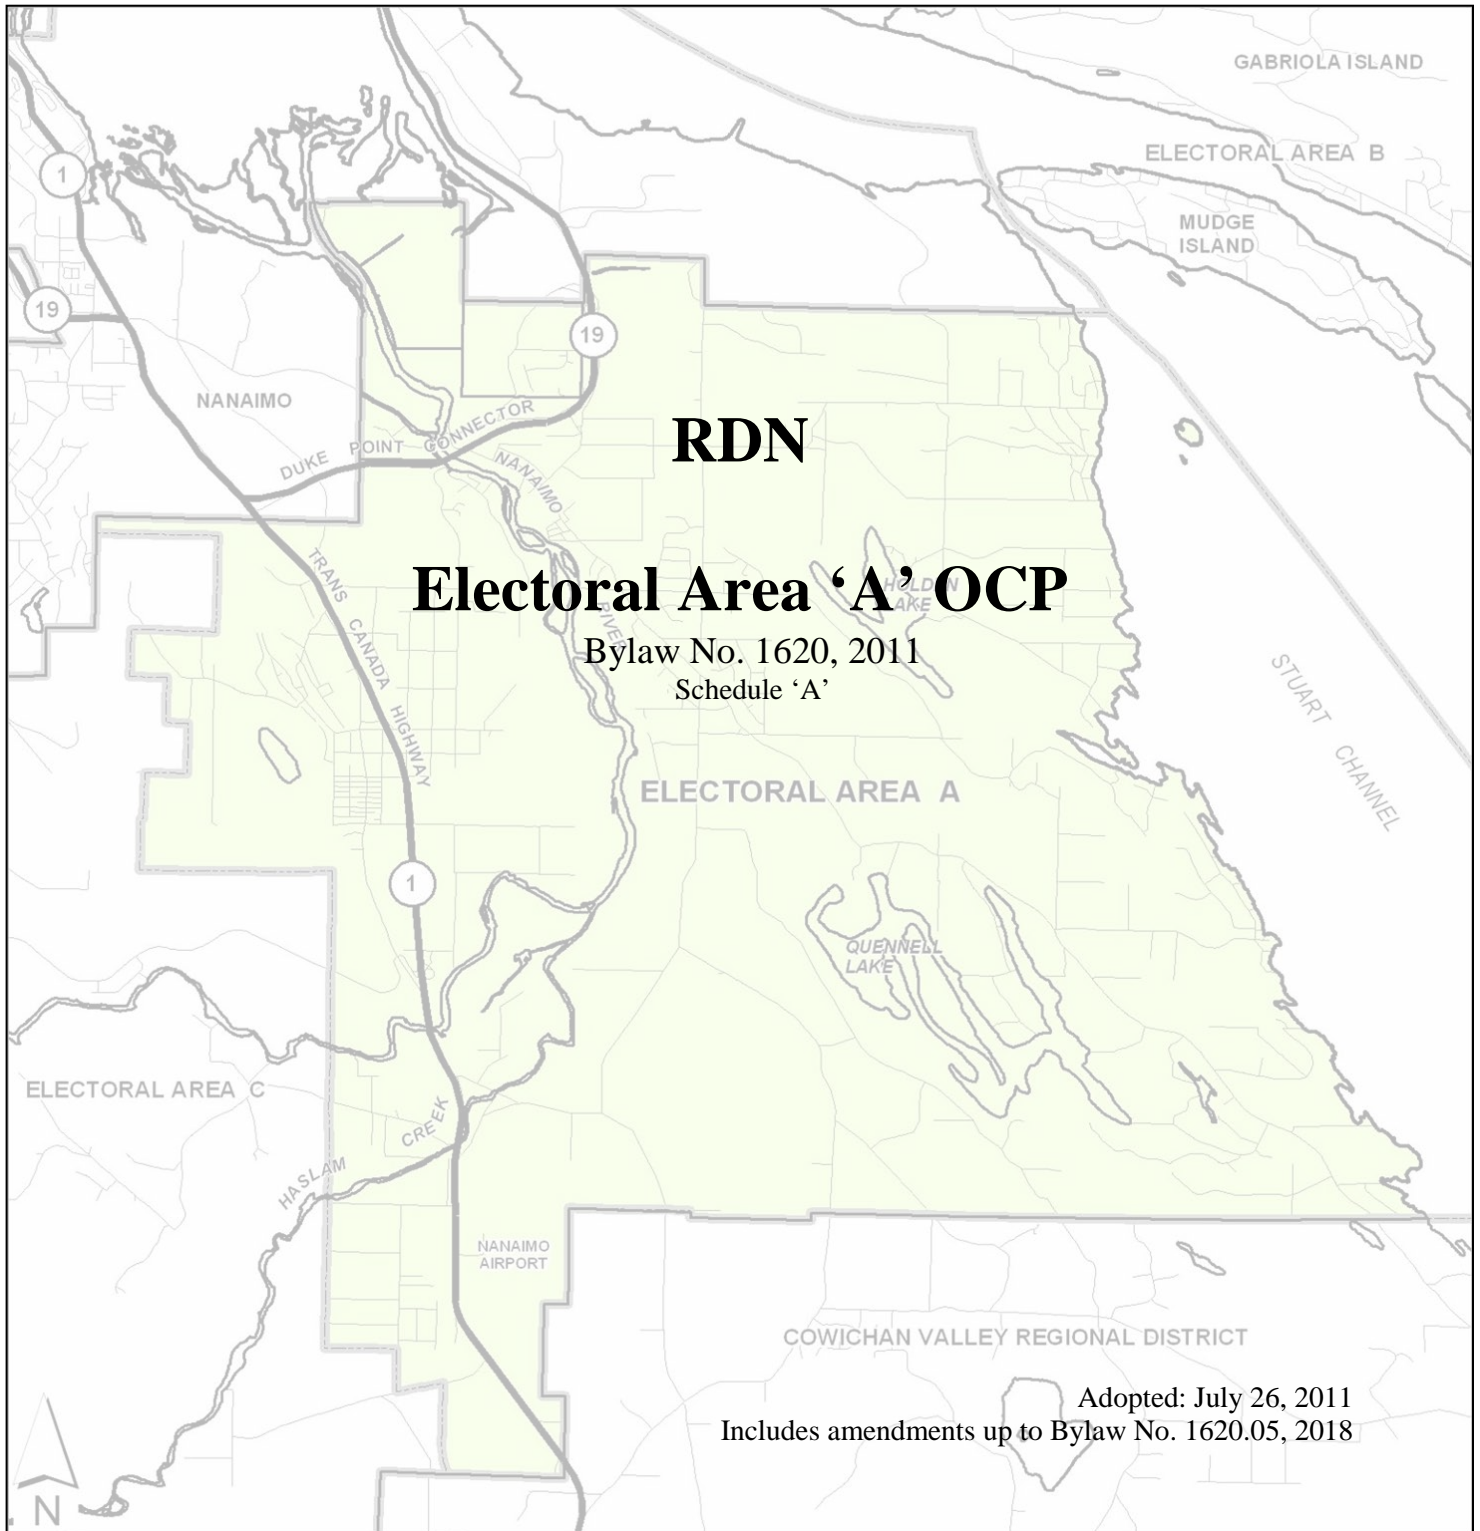 GABRIOLA ISLAND
ELECTORAL AREA B
1
MUDGE
ISLAND
19
19
NANAIMO
DUKE POINT CONNECTOR
RDN
NANAIMO RIVER
TRANS CANADA HIGHWAY
Electoral Area ‘A’ OCP
HOLDEN
LAKE
Bylaw No. 1620, 2011
Schedule ‘A’
STUART CHANNEL
ELECTORAL AREA A
1
QUENNELL
LAKE
ELECTORAL AREA C
HASLAM CREEK
NANAIMO
AIRPORT
COWICHAN VALLEY REGIONAL DISTRICT
Adopted: July 26, 2011
Includes amendments up to Bylaw No. 1620.05, 2018
N